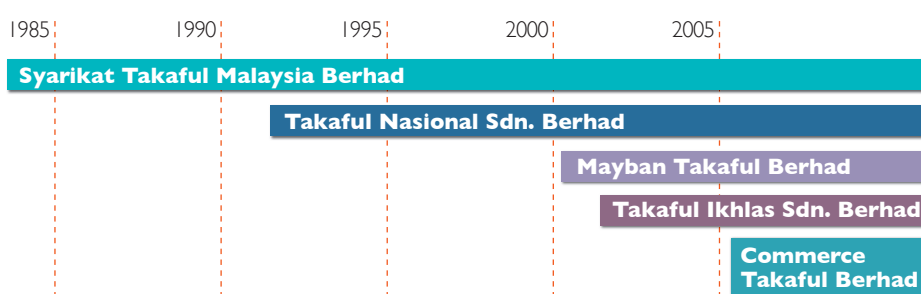 1985 1990 1995 2000 2005
Syarikat Takaful Malaysia Berhad
Takaful Nasional Sdn. Berhad
Mayban Takaful Berhad
Takaful Ikhlas Sdn. Berhad
Commerce
Takaful Berhad